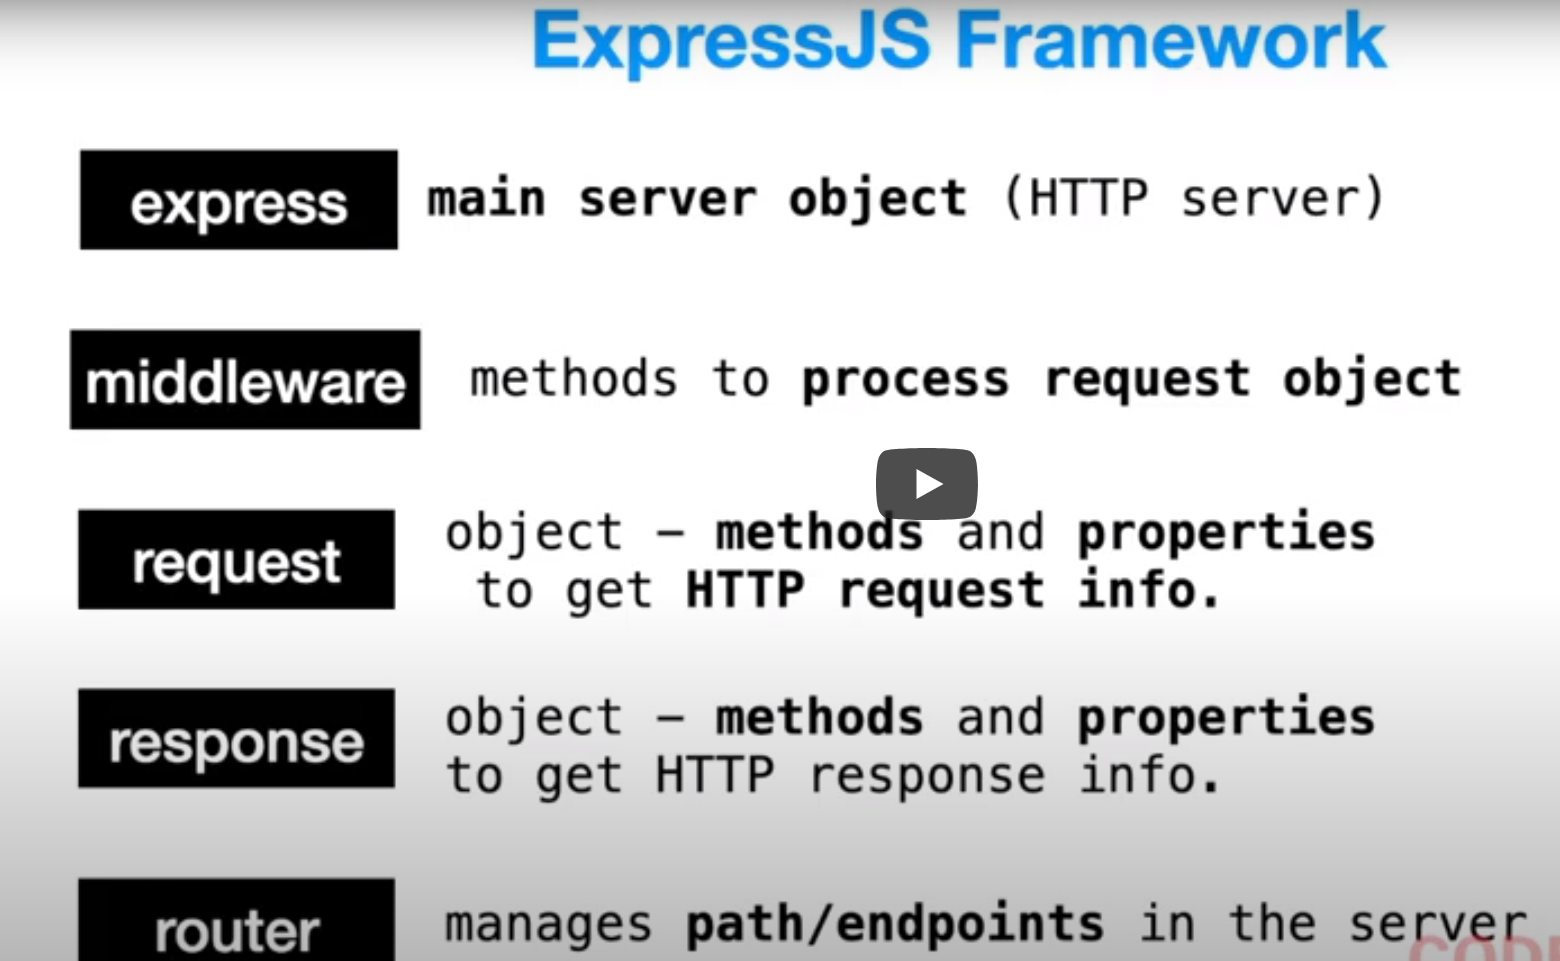 ExpressJS Framework
express main server object (HTTP server)
middleware methods to process request object
request object – methods and properties
to get HTTP request info.
response object – methods and properties
to get HTTP response info.
router manages path/endpoints in the server